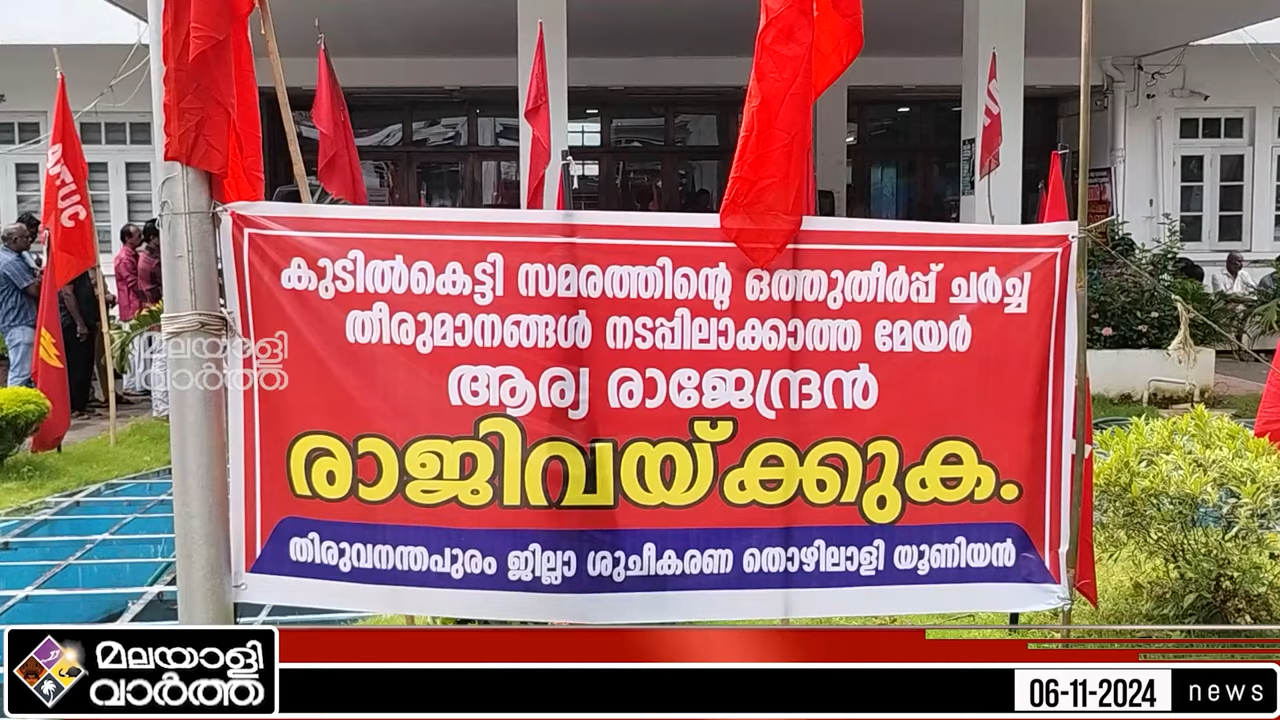 AITUC
കുടിൽകെട്ടി സമരത്തിന്റെ ഒത്തുതീർപ്പ് ചർച്ച
തീരുമാനങ്ങൾ നടപ്പിലാക്കാത്ത മേയർ
ആര്യ രാജേന്ദ്രൻ
രാജിവയ്ക്കുക.
തിരുവനന്തപുരം ജില്ലാ ശുചീകരണ തൊഴിലാളി യൂണിയൻ
മലയാളി
വാർത്ത
മലയാളി
വാർത്ത
06-11-2024
news